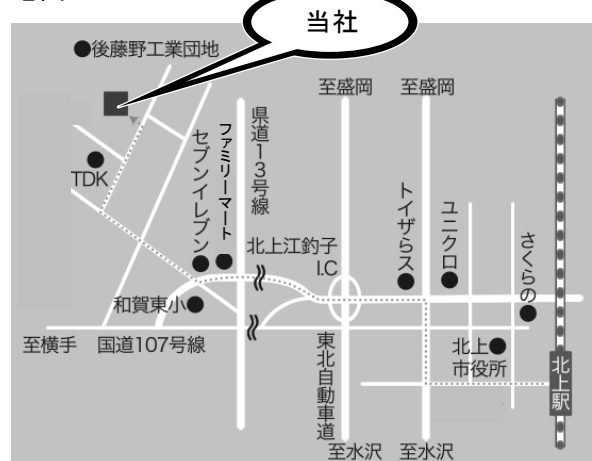 当社
後藤野工業団地
至盛岡
至盛岡
県道13号線
ファミリーマート
セブンイレブン
TDK
トイザらス
ユニクロ
さくらの
北上江釣子
I.C
和賀東小
至横手
国道107号線
東北自動車道
北上
市役所
北上駅
至水沢
至水沢